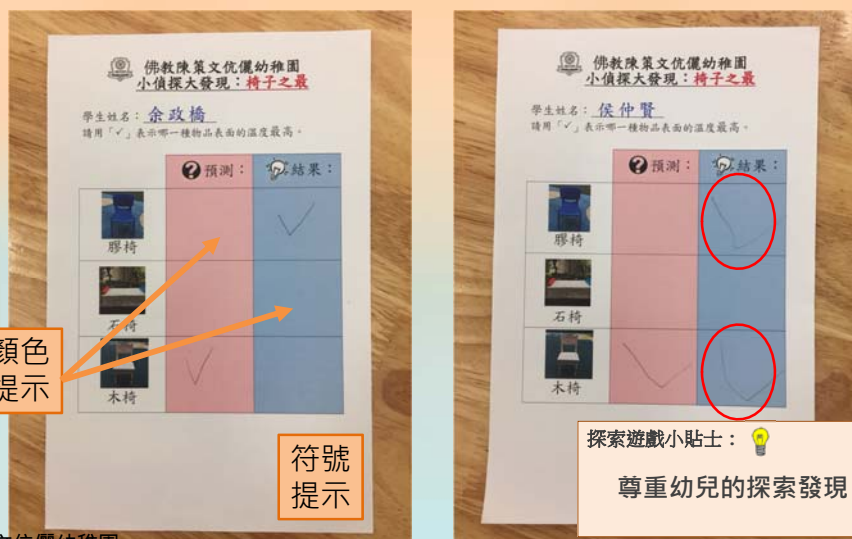 佛教陳策文伉儷幼稚園
小偵探大發現：椅子之最
學生姓名：余政橋
請用「✓」表示哪一種物品表面的溫度最高。
預測：
結果：
膠椅
石椅
木椅
顏色
提示
符號
提示
佛教陳策文伉儷幼稚園
小偵探大發現：椅子之最
學生姓名：侯仲賢
請用「✓」表示哪一種物品表面的溫度最高。
預測：
結果：
膠椅
石椅
木椅
探索遊戲小貼士：
尊重幼兒的探索發現
文伉儷幼稚園